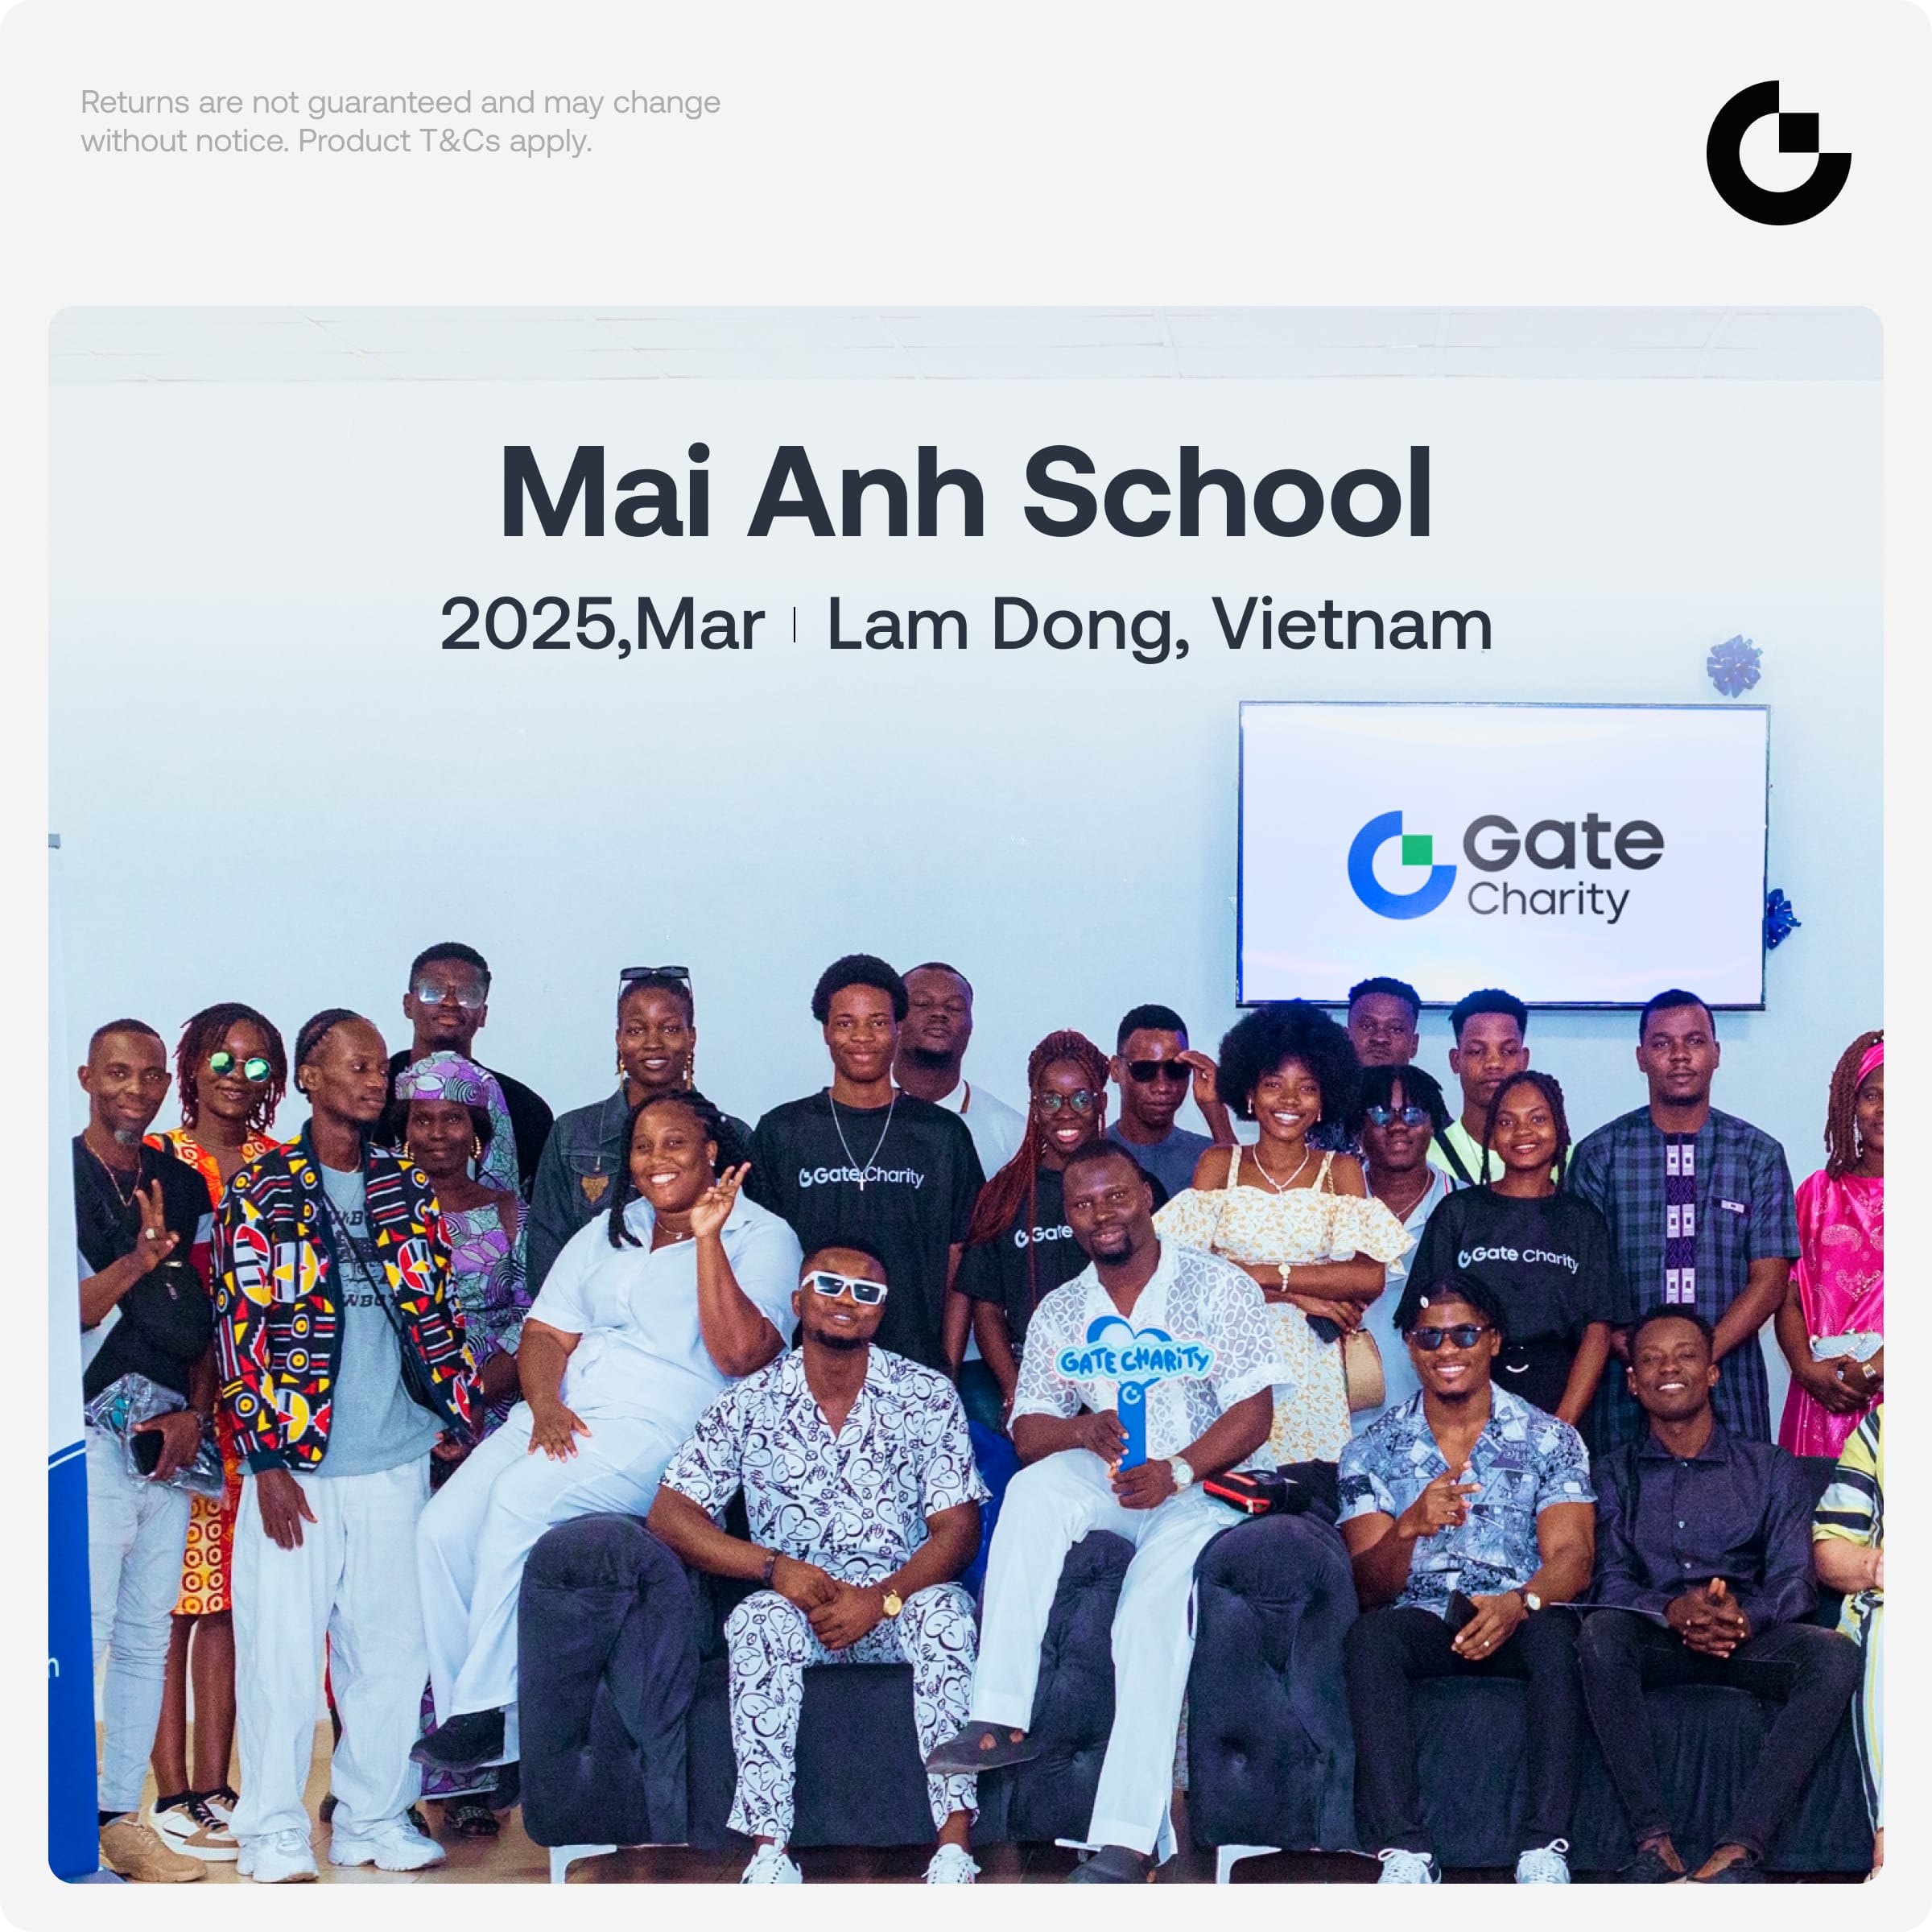 Returns are not guaranteed and may change
without notice. Product T&Cs apply.
Mai Anh School
2025,Mar | Lam Dong, Vietnam
Gate
Charity
Gate Charity
Gate
Gate Charity
GATE CHARITY